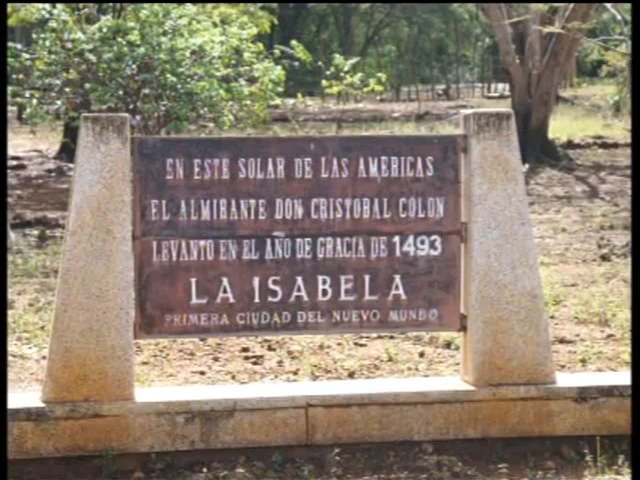 EN ESTE SOLAR DE LAS AMERICAS
EL ALMIRANTE DON CRISTOBAL COLON
LEVANTO EN EL AÑO DE GRACIA DE 1493
LA ISABELA
PRIMERA CIUDAD DEL NUEVO MUNDO